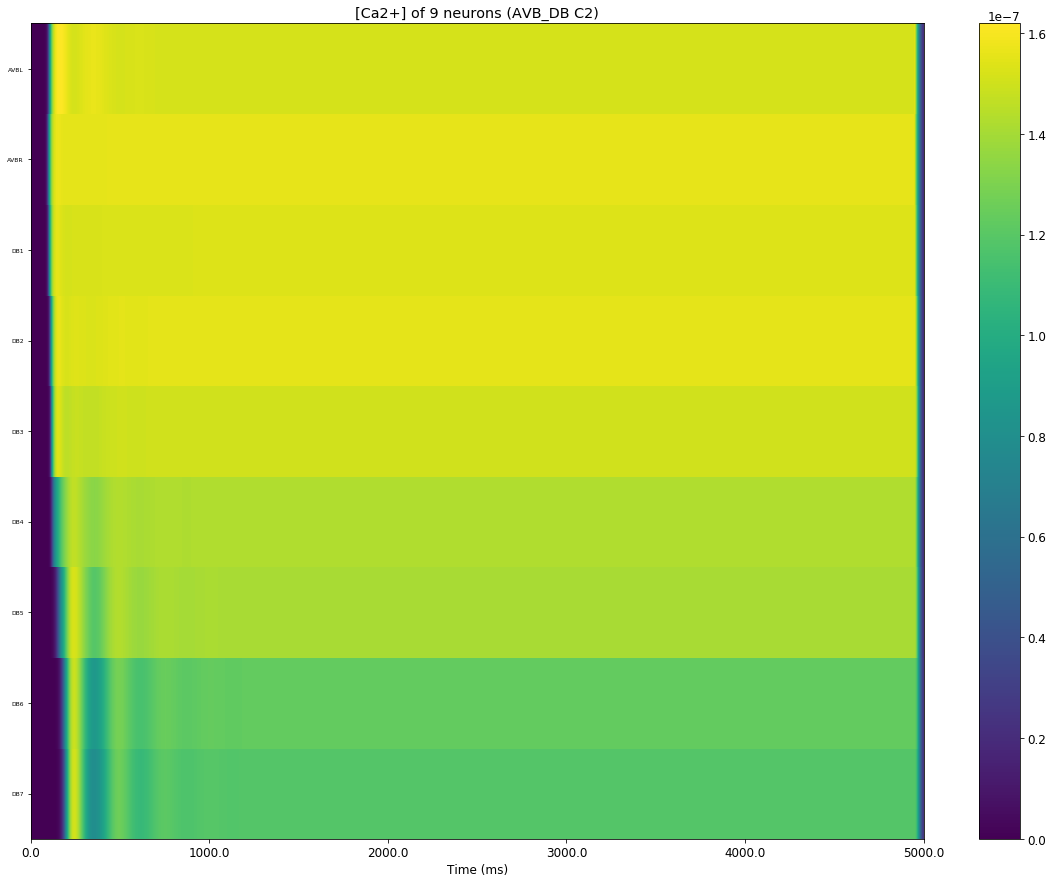 [Ca2+] of 9 neurons (AVB_DB C2)
1e−7
AVBL
AVBR
DB1
DB2
DB3
DB4
DB5
DB6
DB7
0.0 1000.0 2000.0 3000.0 4000.0 5000.0
Time (ms)
1.6
1.4
1.2
1.0
0.8
0.6
0.4
0.2
0.0